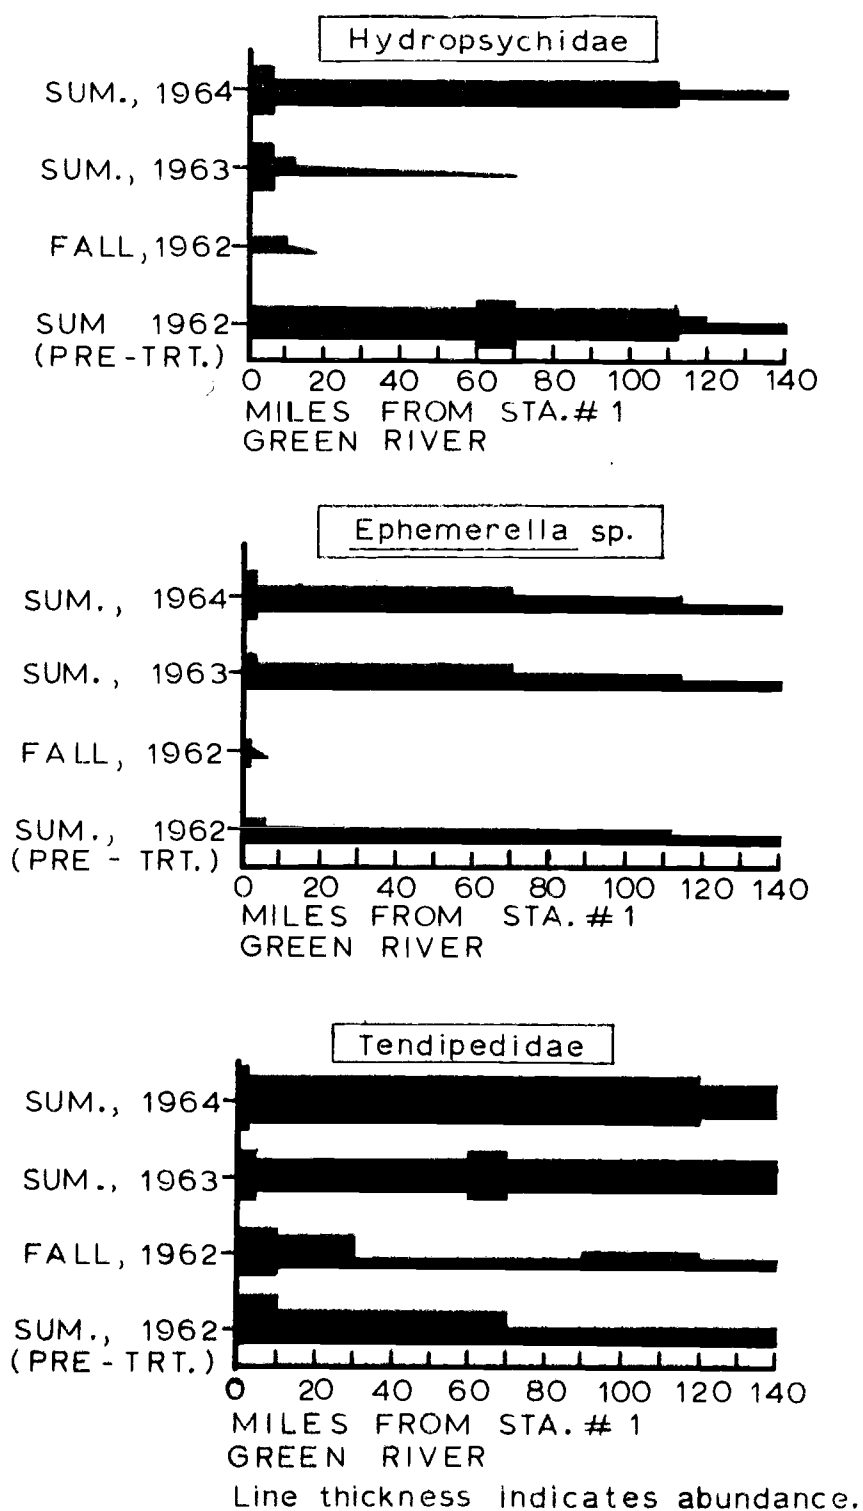 Hydropsychidae
SUM., 1964
SUM., 1963
FALL, 1962
SUM 1962
(PRE-TRT.)
0 20 40 60 80 100 120 140
MILES FROM STA.#1
GREEN RIVER
Ephemerella sp.
SUM., 1964
SUM., 1963
FALL, 1962
SUM., 1962
(PRE - TRT.)
0 20 40 60 80 100 120 140
MILES FROM STA.#1
GREEN RIVER
Tendipedidae
SUM., 1964
SUM., 1963
FALL, 1962
SUM., 1962
(PRE - TRT.)
0 20 40 60 80 100 120 140
MILES FROM STA.#1
GREEN RIVER
Line thickness indicates abundance.